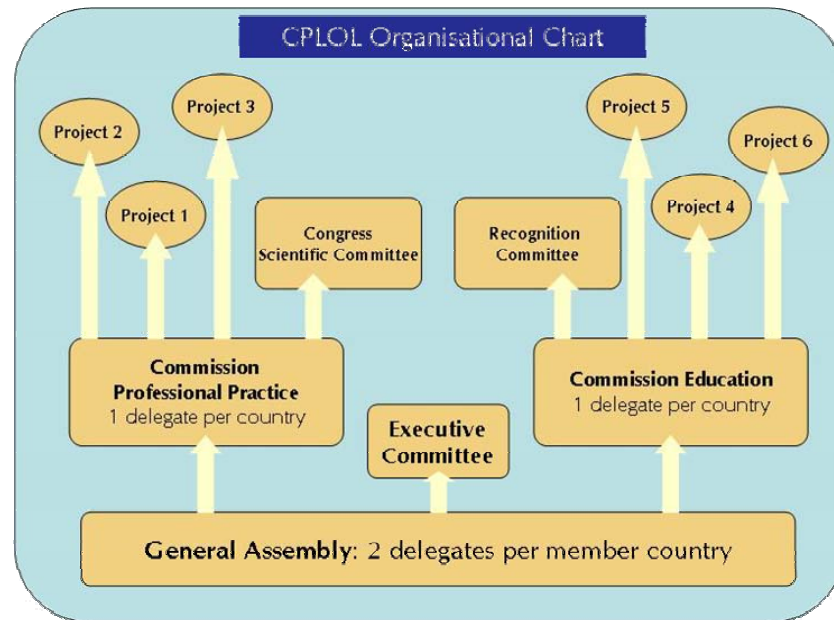 CPLOL Organisational Chart
Project 2
Project 1
Project 3
Congress
Scientific Committee
Recognition
Committee
Project 5
Project 4
Project 6
Commission
Professional Practice
1 delegate per country
Executive
Committee
Commission Education
1 delegate per country
General Assembly: 2 delegates per member country